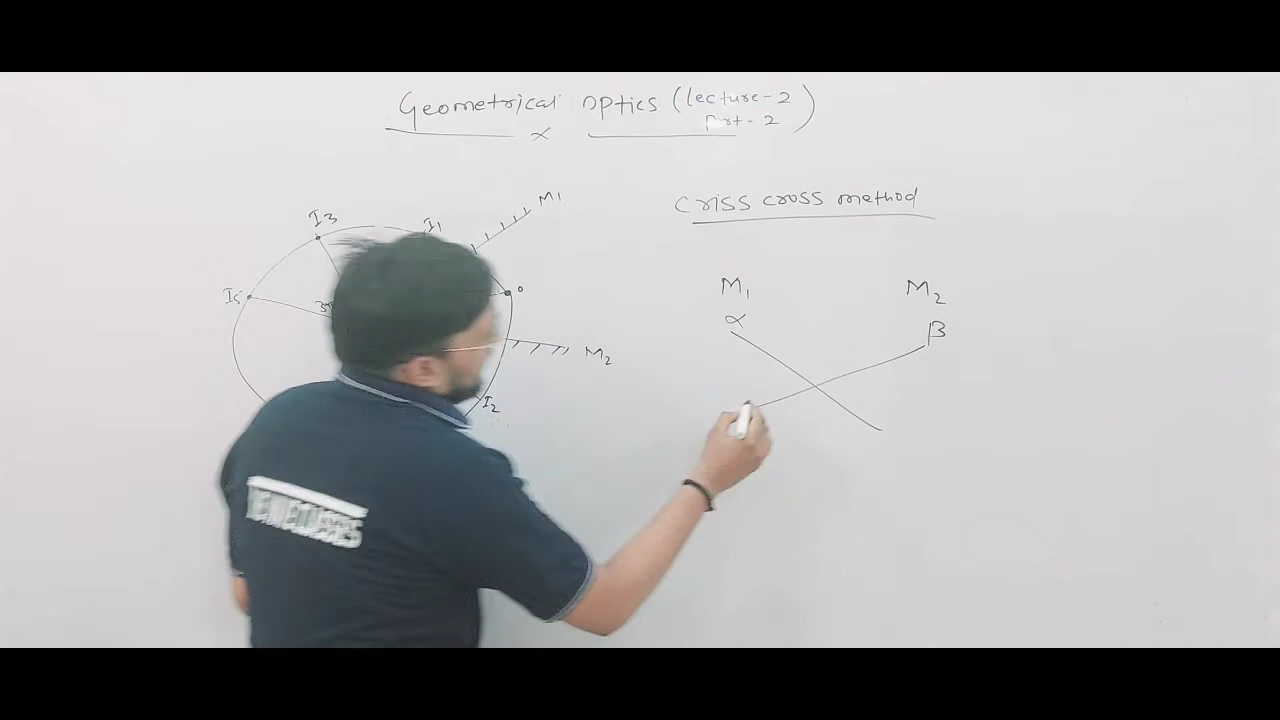 Geometrical Optics (lecture-2
part-2)
criss cross method
I3 I1 M1
I5 o
M2
I2
M1 M2
α β